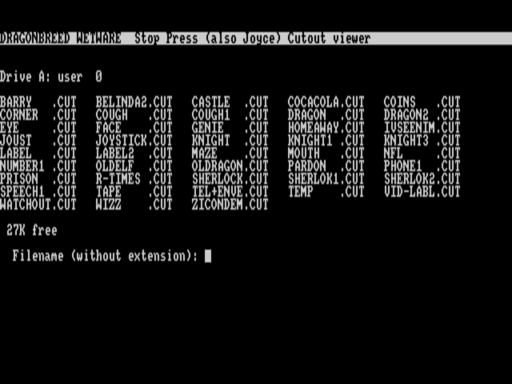 DRAGONBREED WETWARE  Stop Press (also Joyce) Cutout viewer
Drive A: user  0
BARRY   .CUT  BELINDA2.CUT  CASTLE  .CUT  COCACOLA.CUT  COINS   .CUT
CORNER  .CUT  COUGH   .CUT  COUGH1  .CUT  DRAGON  .CUT  DRAGON2 .CUT
EYE     .CUT  FACE    .CUT  GENIE   .CUT  HOMEAWAY.CUT  IVSEENIM.CUT
JOUST   .CUT  JOYSTICK.CUT  KNIGHT  .CUT  KNIGHT1 .CUT  KNIGHT3 .CUT
LABEL   .CUT  LABEL2  .CUT  MAZE    .CUT  MOUTH   .CUT  NFL     .CUT
NUMBER1 .CUT  OLDELF  .CUT  OLDRAGON.CUT  PARDON  .CUT  PHONE1  .CUT
PRISON  .CUT  R-TIMES .CUT  SHERLOCK.CUT  SHERLOK1.CUT  SHERLOK2.CUT
SPEECH1 .CUT  TAPE    .CUT  TEL+ENVE.CUT  TEMP    .CUT  VID-LABL.CUT
WATCHOUT.CUT  WIZZ    .CUT  ZICONDEM.CUT
27K free
Filename (without extension):